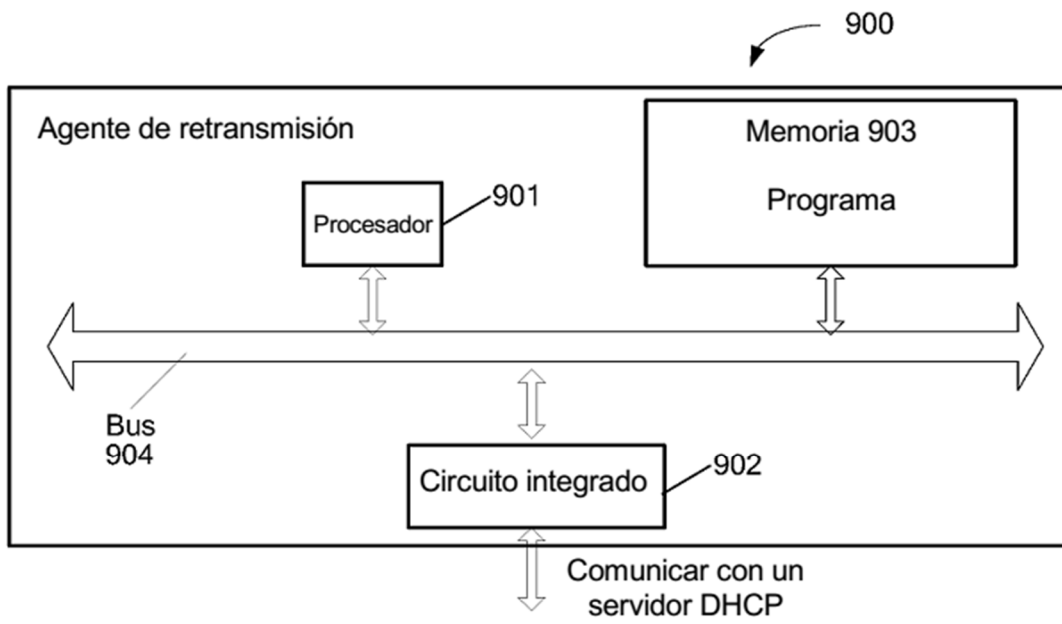 900
Agente de retransmisión
Memoria 903
Programa
901
Procesador
Bus
904
Circuito integrado
902
Comunicar con un
servidor DHCP